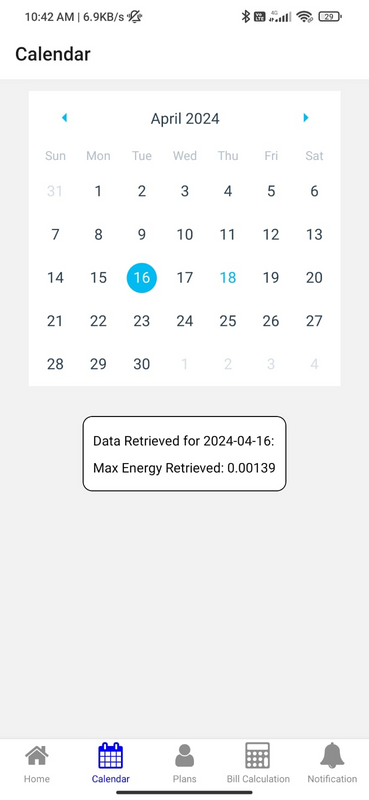 10:42 AM | 6.9KB/s
4G
29
Calendar
April 2024
Sun Mon Tue Wed Thu Fri Sat
31 1 2 3 4 5 6
7 8 9 10 11 12 13
14 15 16 17 18 19 20
21 22 23 24 25 26 27
28 29 30 1 2 3 4
Data Retrieved for 2024-04-16:
Max Energy Retrieved: 0.00139
Home Calendar Plans Bill Calculation Notification